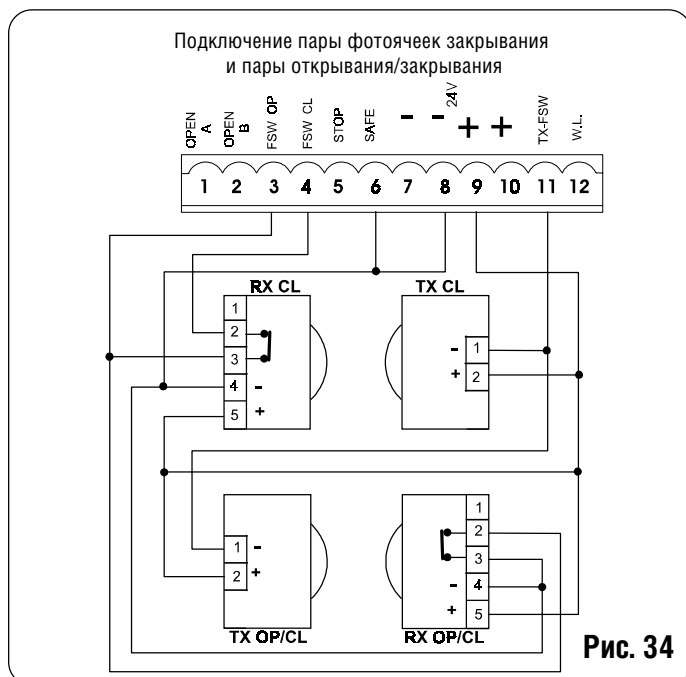 Подключение пары фотоячеек закрывания
и пары открывания/закрывания
OPEN A
OPEN B
FSW OP
FSW CL
STOP
SAFE
-
-
24V
+
+
TX-FSW
W.L.
1 2 3 4 5 6 7 8 9 10 11 12
RX CL
1
2
3
4 -
5 +
TX CL
- 1
+ 2
1 -
2 +
TX OP/CL
1
2
3
- 4
+ 5
RX OP/CL
Рис. 34